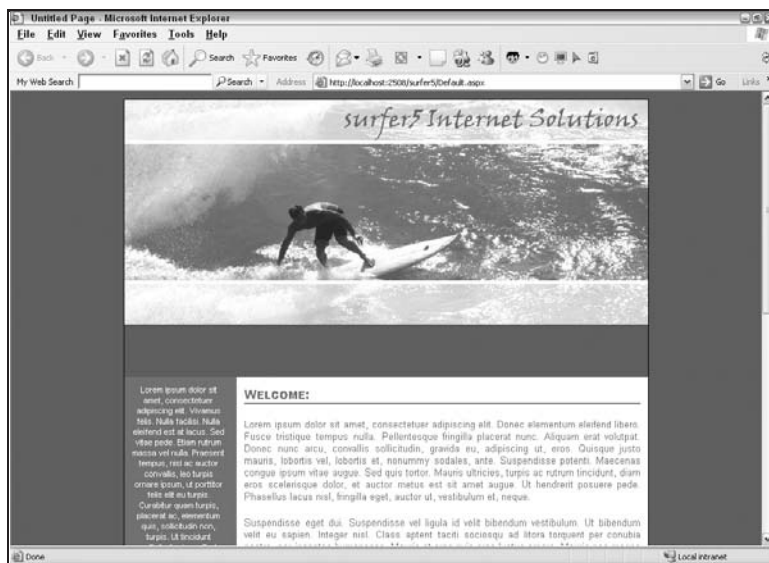 Untitled Page - Microsoft Internet Explorer
File Edit View Favorites Tools Help
Back Search Favorites
My Web Search Search Address http://localhost:2508/surfer5/Default.aspx Go Links
surfer5 Internet Solutions
Lorem ipsum dolor sit
amet, consectetuer
adipiscing elit. Vivamus
felis. Nulla facilisi. Nulla
eleifend est at lacus. Sed
vitae pede. Etiam rutrum
massa vel nulla. Praesent
tempus, nisi ac auctor
convallis, leo turpis
ornare ipsum, ut porttitor
felis elit eu turpis.
Curabitur quam turpis,
placerat ac, elementum
quis, sollicitudin non,
turpis. Ut tincidunt
WELCOME:
Lorem ipsum dolor sit amet, consectetuer adipiscing elit. Donec elementum eleifend libero.
Fusce tristique tempus nulla. Pellentesque fringilla placerat nunc. Aliquam erat volutpat.
Donec nunc arcu, convallis sollicitudin, gravida eu, adipiscing ut, eros. Quisque justo
mauris, lobortis vel, lobortis et, nonummy sodales, ante. Suspendisse potenti. Maecenas
congue ipsum vitae augue. Sed quis tortor. Mauris ultricies, turpis ac rutrum tincidunt, diam
eros scelerisque dolor, et auctor metus est sit amet augue. Ut hendrerit posuere pede.
Phasellus lacus nisl, fringilla eget, auctor ut, vestibulum et, neque.
Suspendisse eget dui. Suspendisse vel ligula id velit bibendum vestibulum. Ut bibendum
velit eu sapien. Integer nisl. Class aptent taciti sociosqu ad litora torquent per conubia
Done Local intranet